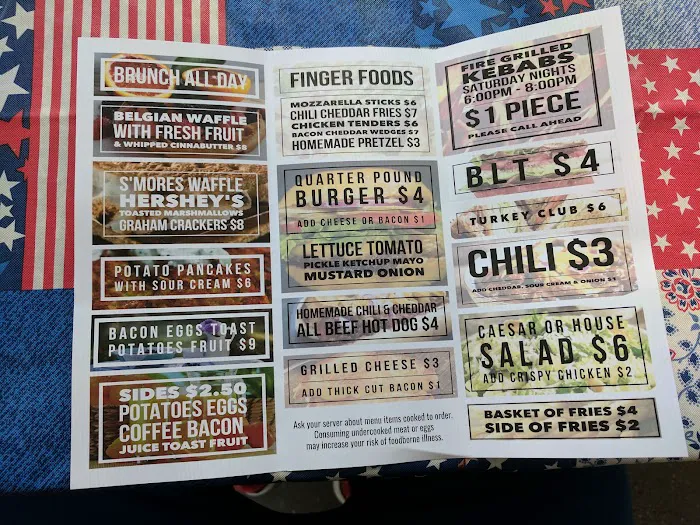 BRUNCH ALL DAY
BELGIAN WAFFLE
WITH FRESH FRUIT
& WHIPPED CINNABUTTER $8
S'MORES WAFFLE
HERSHEY'S
TOASTED MARSHMALLOWS
GRAHAM CRACKERS $8
POTATO PANCAKES
WITH SOUR CREAM $6
BACON EGGS TOAST
POTATOES FRUIT $9
SIDES $2.50
POTATOES EGGS
COFFEE BACON
JUICE TOAST FRUIT
FINGER FOODS
MOZZARELLA STICKS $6
CHILI CHEDDAR FRIES $7
CHICKEN TENDERS $6
BACON CHEDDAR WEDGES $7
HOMEMADE PRETZEL $3
QUARTER POUND
BURGER $4
ADD CHEESE OR BACON $1
LETTUCE TOMATO
PICKLE KETCHUP MAYO
MUSTARD ONION
HOMEMADE CHILI & CHEDDAR
ALL BEEF HOT DOG $4
GRILLED CHEESE $3
ADD THICK CUT BACON $1
Ask your server about menu items cooked to order.
Consuming undercooked meat or eggs
may increase your risk of foodborne illness.
FIRE GRILLED
KEBABS
SATURDAY NIGHTS
6:00PM - 8:00PM
$1 PIECE
PLEASE CALL AHEAD
BLT $4
TURKEY CLUB $6
CHILI $3
ADD CHEDDAR, SOUR CREAM & ONION $1
CAESAR OR HOUSE
SALAD $6
ADD CRISPY CHICKEN $2
BASKET OF FRIES $4
SIDE OF FRIES $2